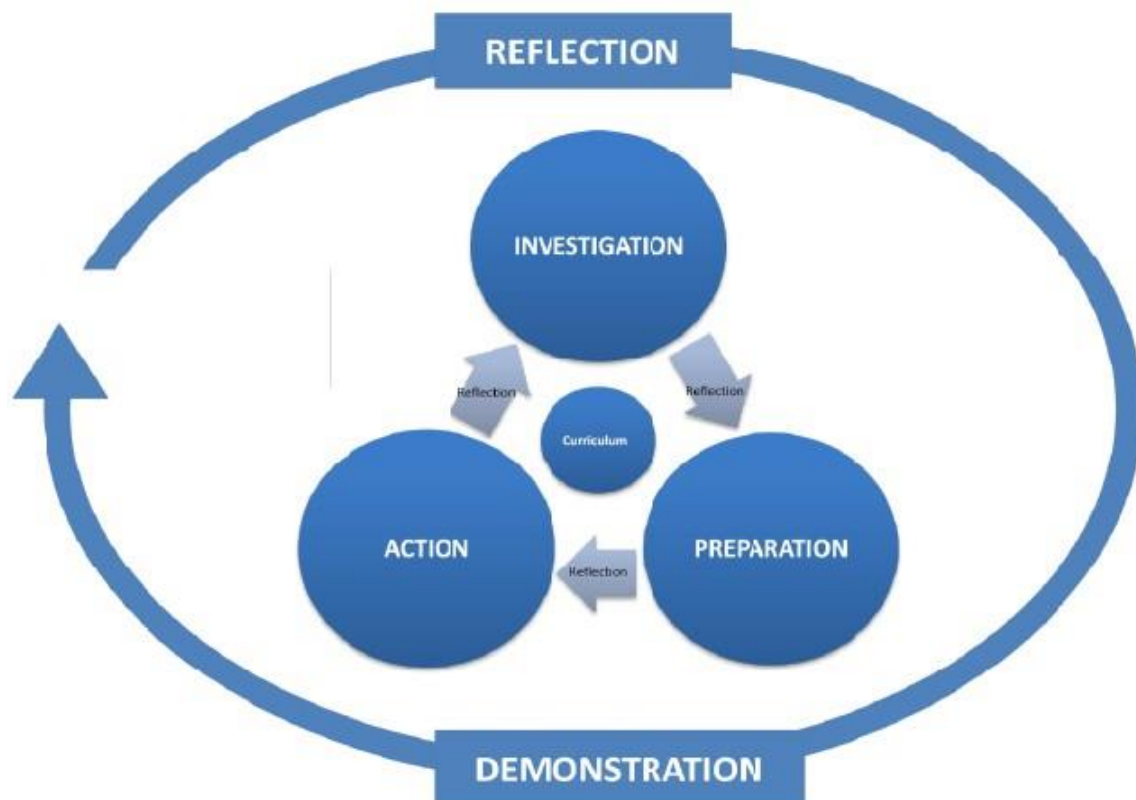 REFLECTION
INVESTIGATION
Reflection
Reflection
Curriculum
ACTION
Reflection
PREPARATION
DEMONSTRATION